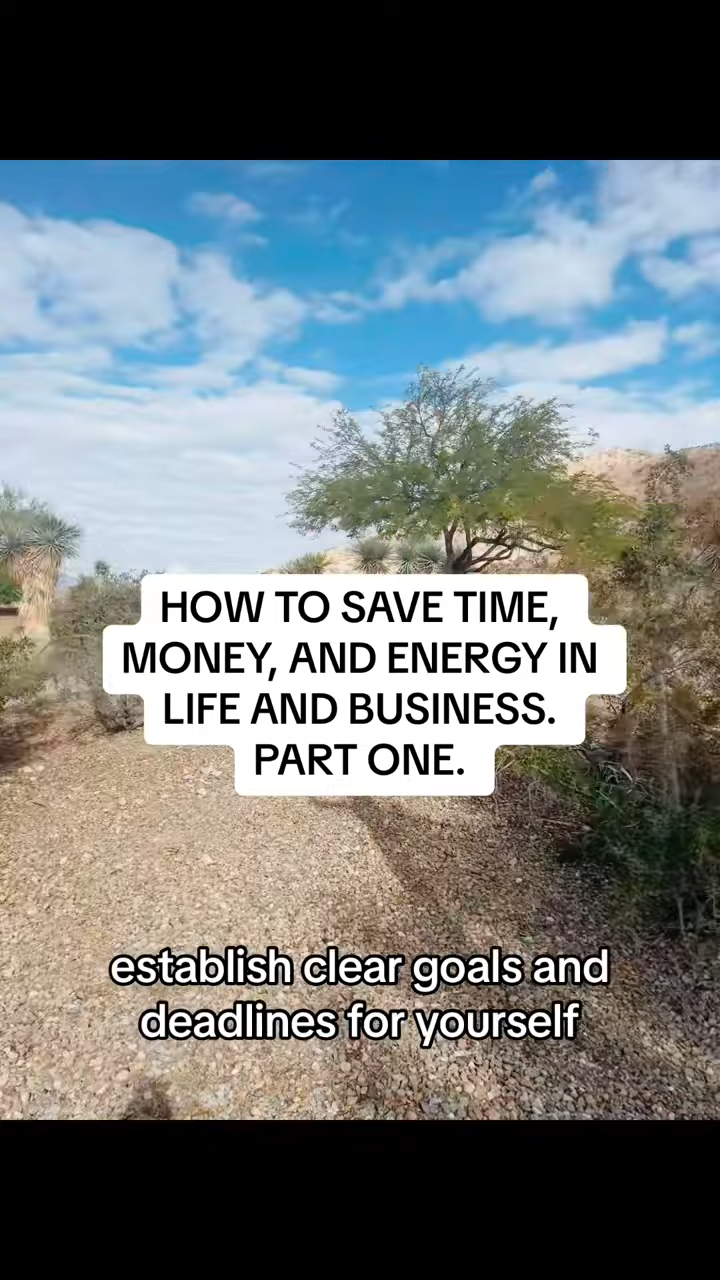 HOW TO SAVE TIME,
MONEY, AND ENERGY IN
LIFE AND BUSINESS.
PART ONE.
establish clear goals and
deadlines for yourself